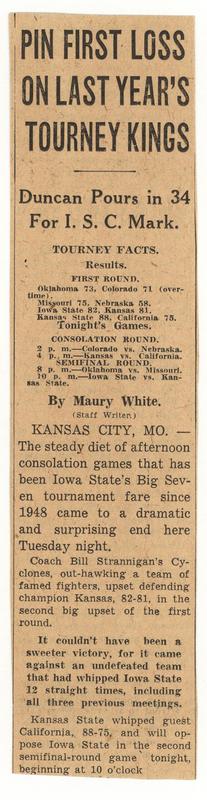 PIN FIRST LOSS
ON LAST YEAR'S
TOURNEY KINGS
Duncan Pours in 34
For I. S. C. Mark.
TOURNEY FACTS.
Results.
FIRST ROUND.
Oklahoma 73, Colorado 71 (over-
time).
Missouri 75, Nebraska 58.
Iowa State 82, Kansas 81.
Kansas State 88, California 75.
Tonight's Games.
CONSOLATION ROUND.
2 p. m.—Colorado vs. Nebraska.
4 p. m.—Kansas vs. California.
SEMIFINAL ROUND.
8 p. m.—Oklahoma vs. Missouri.
10 p. m.—Iowa State vs. Kan-
sas State.
By Maury White.
(Staff Writer.)
KANSAS CITY, MO. —
The steady diet of afternoon
consolation games that has
been Iowa State's Big Sev-
en tournament fare since
1948 came to a dramatic
and surprising end here
Tuesday night.
Coach Bill Strannigan's Cy-
clones, out-hawking a team of
famed fighters, upset defending
champion Kansas, 82-81, in the
second big upset of the first
round.
It couldn't have been a
sweeter victory, for it came
against an undefeated team
that had whipped Iowa State
12 straight times, including
all three previous meetings.
Kansas State whipped guest
California, 88-75, and will op-
pose Iowa State in the second
semifinal-round game tonight,
beginning at 10 o'clock